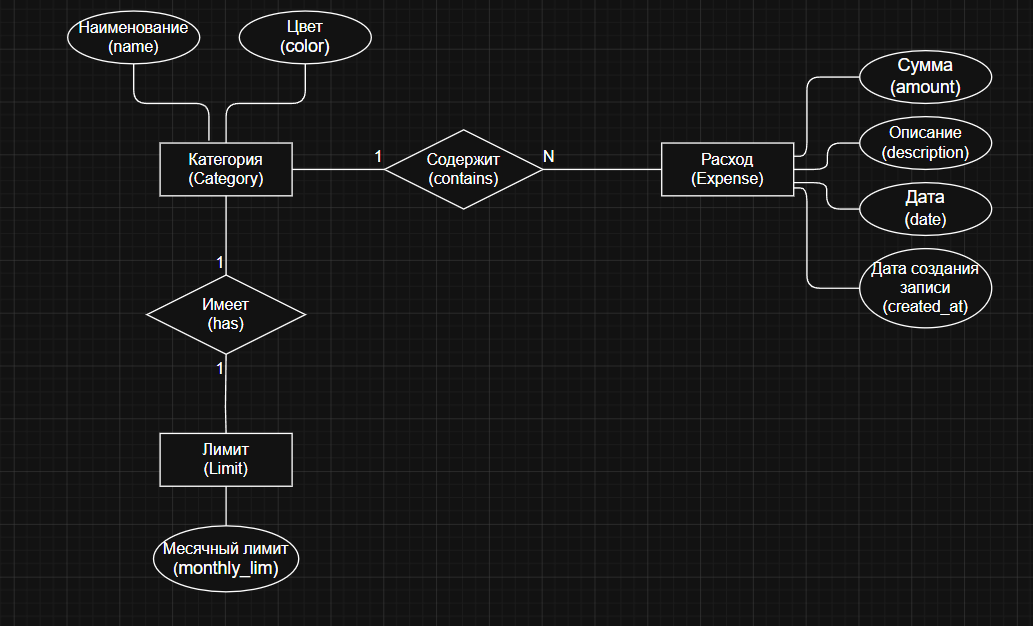 Наименование
(name)
Цвет
(color)
Сумма
(amount)
Описание
(description)
Дата
(date)
Дата создания
записи
(created_at)
Категория
(Category)
1
Содержит
(contains)
N
Расход
(Expense)
1
Имеет
(has)
1
Лимит
(Limit)
Месячный лимит
(monthly_lim)